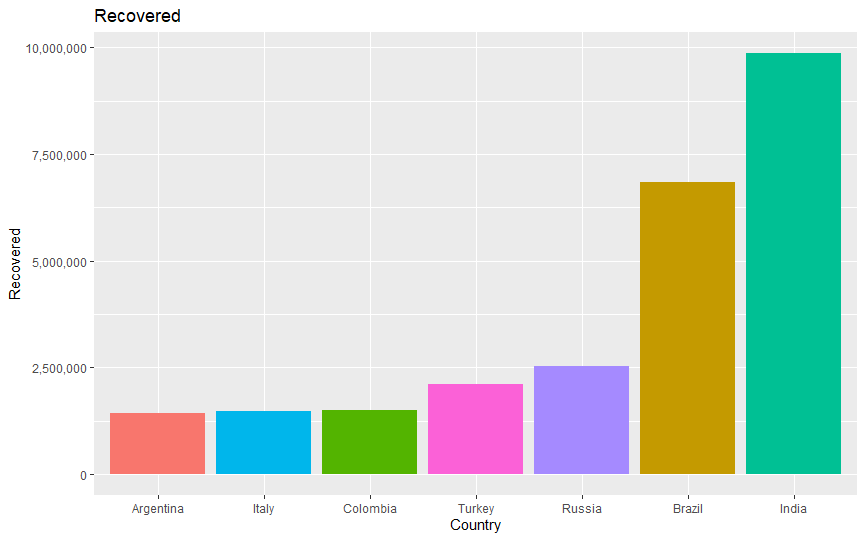 Recovered
10,000,000
7,500,000
5,000,000
2,500,000
0
Recovered
Argentina Italy Colombia Turkey Russia Brazil India
Country